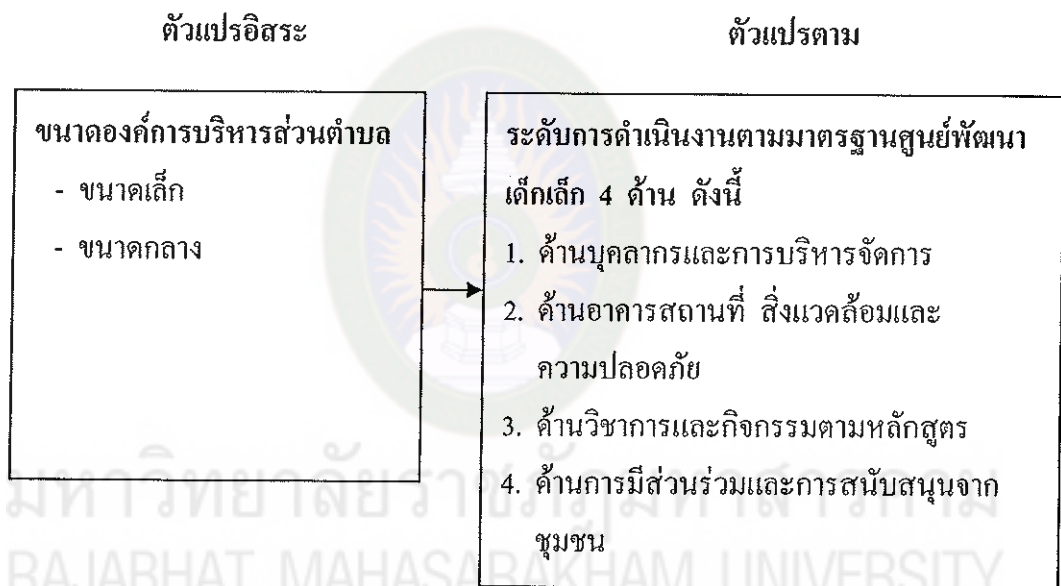 ตัวแปรอิสระ
ตัวแปรตาม
ขนาดองค์การบริหารส่วนตำบล
- ขนาดเล็ก
- ขนาดกลาง
ระดับการดำเนินงานตามมาตรฐานศูนย์พัฒนา
เด็กเล็ก 4 ด้าน ดังนี้
1. ด้านบุคลากรและการบริหารจัดการ
2. ด้านอาคารสถานที่ สิ่งแวดล้อมและ
ความปลอดภัย
3. ด้านวิชาการและกิจกรรมตามหลักสูตร
4. ด้านการมีส่วนร่วมและการสนับสนุนจาก
ชุมชน
มหาวิทยาลัยราชภัฏมหาสารคาม
RAJABHAT MAHASARAKHAM UNIVERSITY